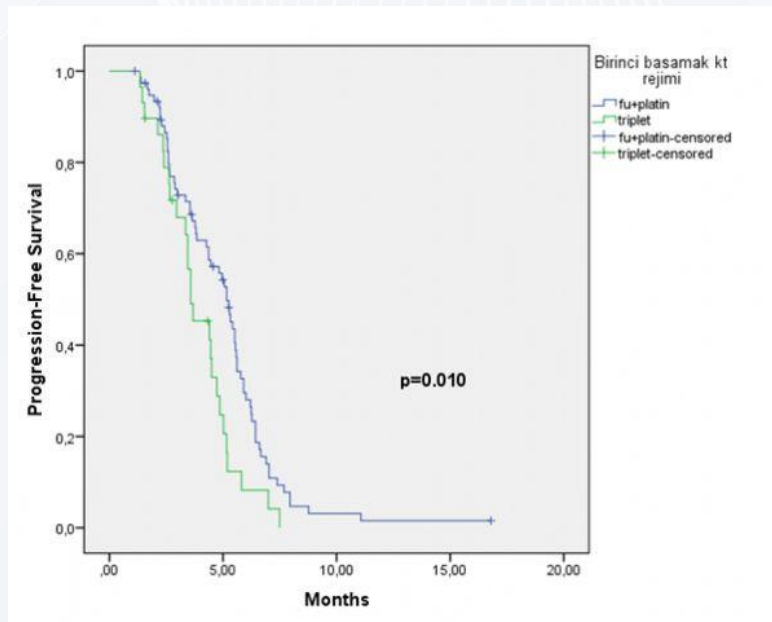 Birinci basamak kt
rejimi
fu+platin
triplet
fu+platin-censored
triplet-censored
Progression-Free Survival
1,0
0,8
0,6
0,4
0,2
0,0
p=0.010
,00
5,00
10,00
15,00
20,00
Months